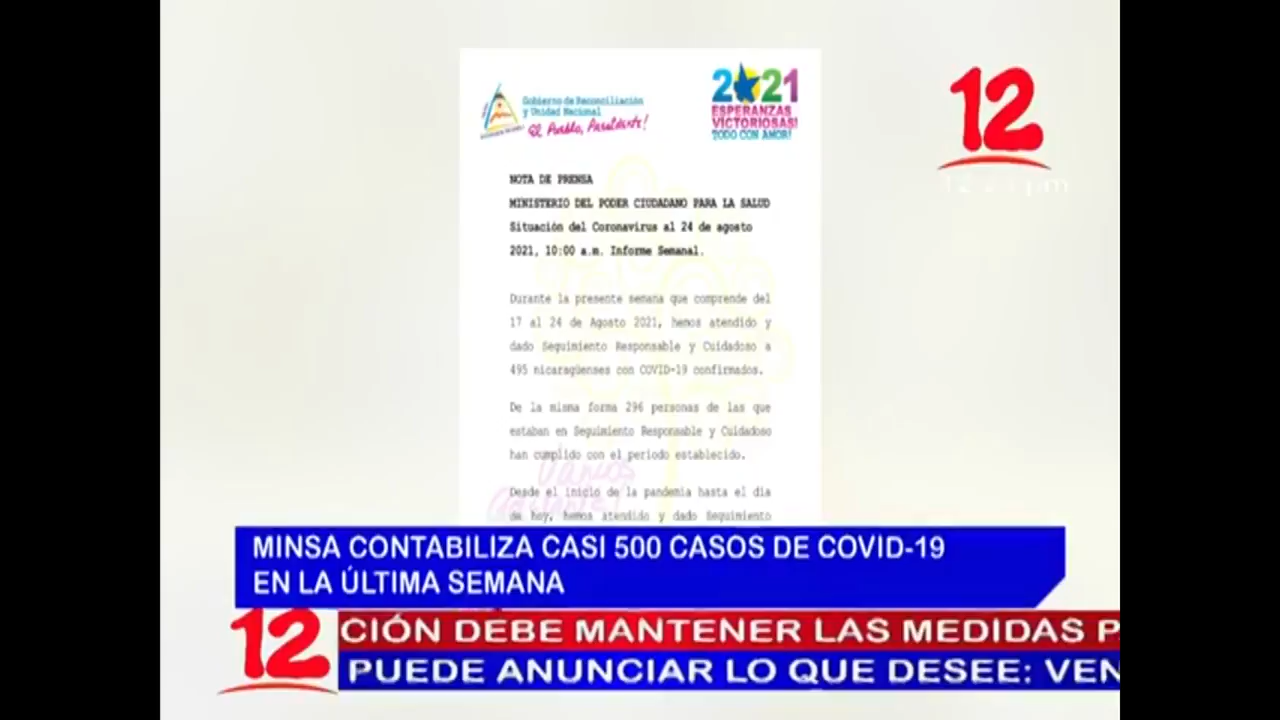 Gobierno de Reconciliación
y Unidad Nacional
El Pueblo, Presidente!
2021
ESPERANZAS
VICTORIOSAS!
TODO CON AMOR!
12
NOTA DE PRENSA
MINISTERIO DEL PODER CIUDADANO PARA LA SALUD
Situación del Coronavirus al 24 de agosto
2021, 10:00 a.m. Informe Semanal.
Durante la presente semana que comprende del
17 al 24 de Agosto 2021, hemos atendido y
dado Seguimiento Responsable y Cuidadoso a
495 nicaragüenses con COVID-19 confirmados.
De la misma forma 296 personas de las que
estaban en Seguimiento Responsable y Cuidadoso
han cumplido con el periodo establecido.
Desde el inicio de la pandemia hasta el día
de hoy, hemos atendido y dado Seguimiento
MINSA CONTABILIZA CASI 500 CASOS DE COVID-19
EN LA ÚLTIMA SEMANA
12
CIÓN DEBE MANTENER LAS MEDIDAS P
PUEDE ANUNCIAR LO QUE DESEE: VEN